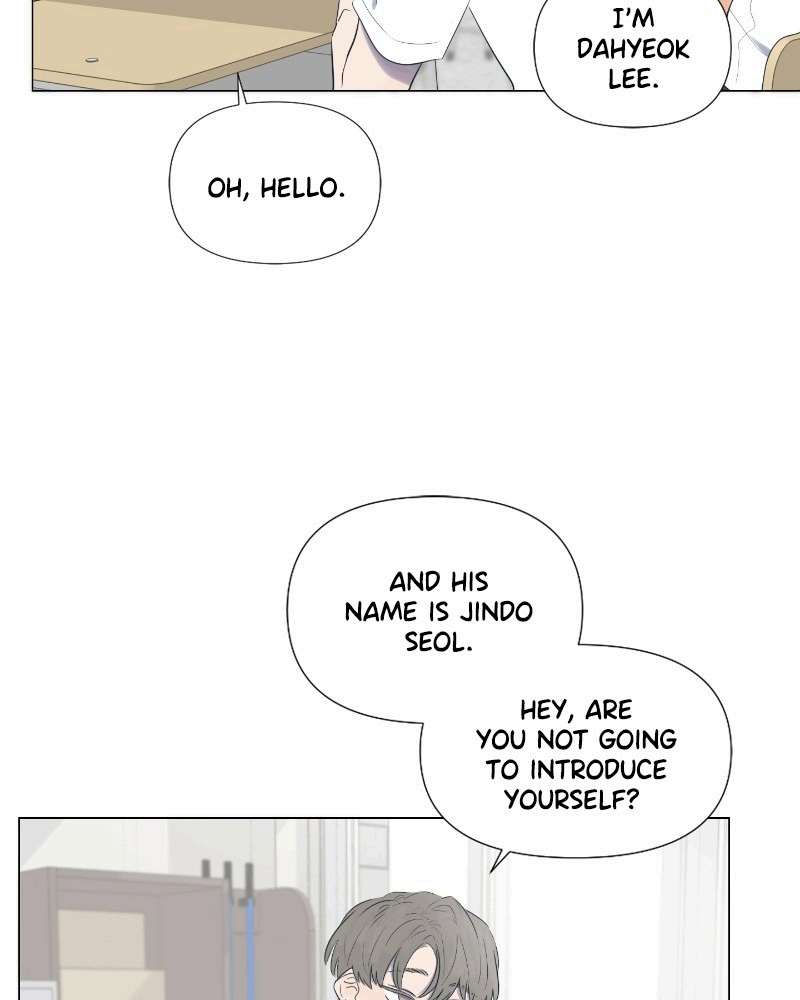 I'M
DAHYEOK
LEE.
OH, HELLO.
AND HIS
NAME IS JINDO
SEOL.
HEY, ARE
YOU NOT GOING
TO INTRODUCE
YOURSELF?